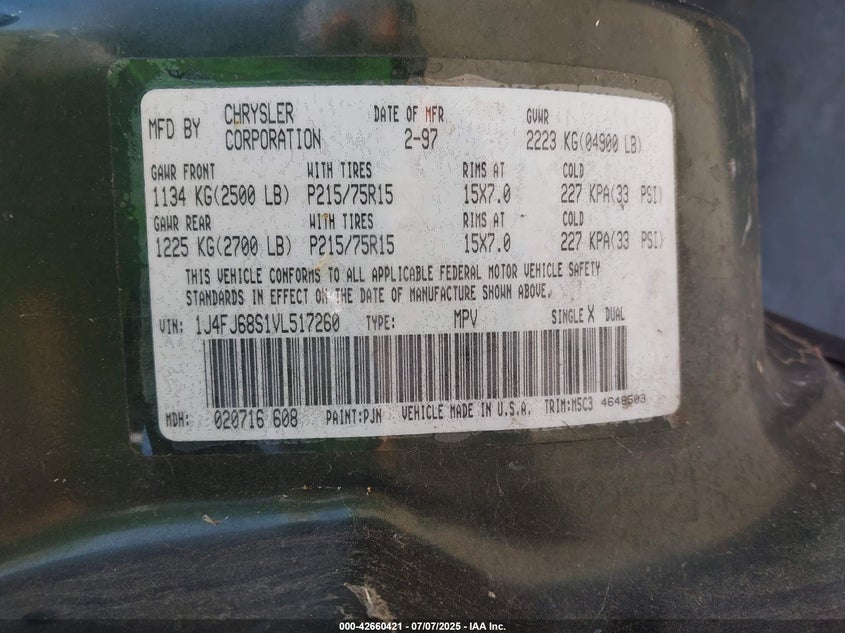 MFD BY CHRYSLER CORPORATION DATE OF MFR 2-97 GVWR 2223 KG(04900 LB)
GAWR FRONT WITH TIRES RIMS AT COLD
1134 KG(2500 LB) P215/75R15 15X7.0 227 KPA(33 PSI)
GAWR REAR WITH TIRES RIMS AT COLD
1225 KG(2700 LB) P215/75R15 15X7.0 227 KPA(33 PSI)
THIS VEHICLE CONFORMS TO ALL APPLICABLE FEDERAL MOTOR VEHICLE SAFETY
STANDARDS IN EFFECT ON THE DATE OF MANUFACTURE SHOWN ABOVE.
VIN: 1J4FJ68S1VL517260 TYPE: MPV SINGLE X DUAL
MDH: 020716 608 PAINT:PJN VEHICLE MADE IN U.S.A. TRIM:M5C3 4648503
000-42660421 - 07/07/2025 - IAA Inc.